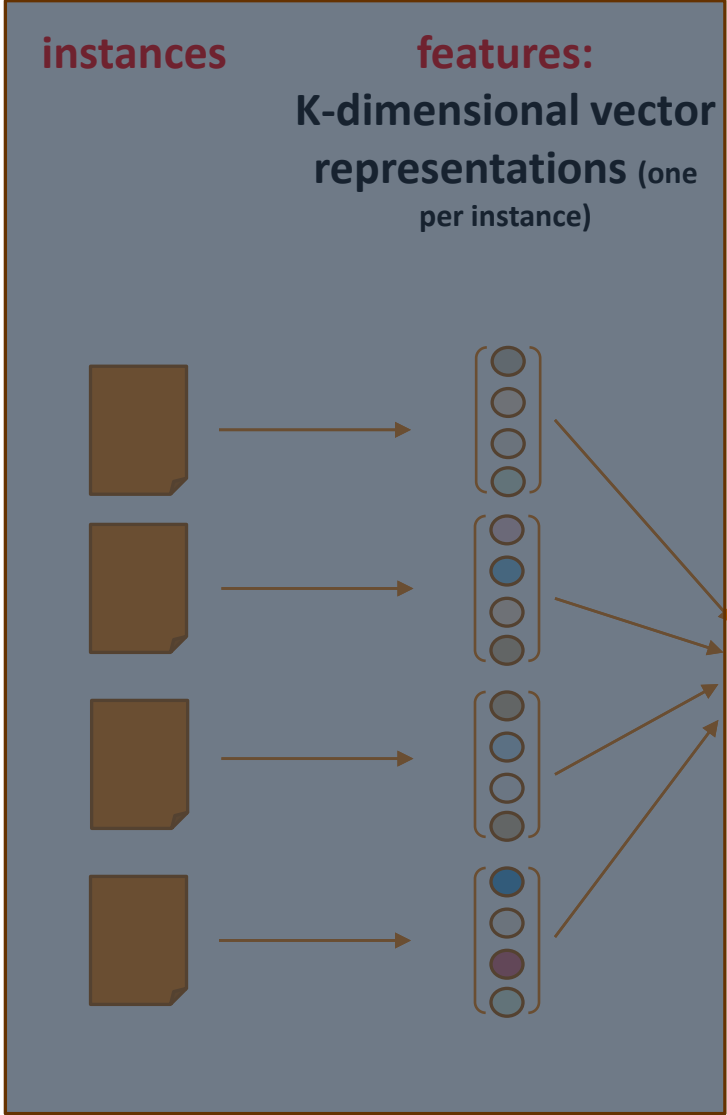 instances
features:
K-dimensional vector
representations (one
per instance)